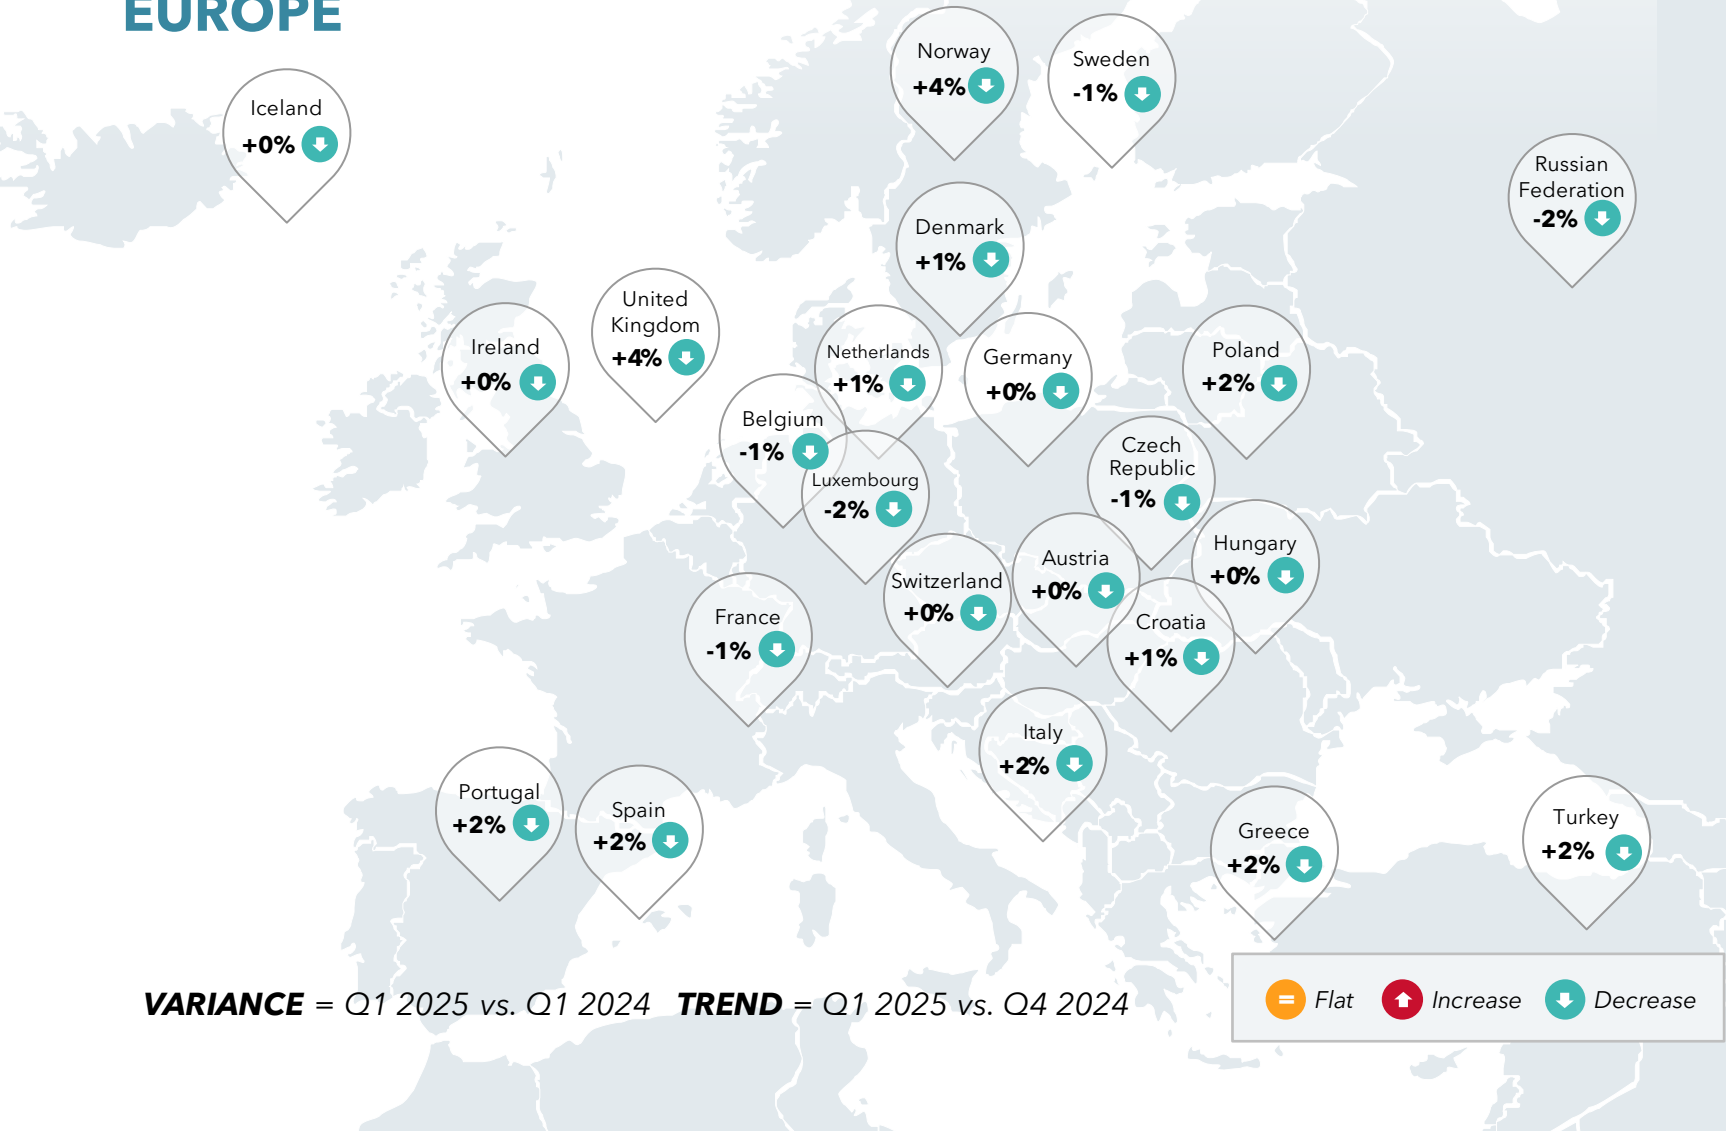 EUROPE
Norway
+4%
Sweden
-1%
Iceland
+0%
Russian
Federation
-2%
Denmark
+1%
United
Kingdom
+4%
Ireland
+0%
Netherlands
+1%
Germany
+0%
Poland
+2%
Belgium
-1%
Czech
Republic
-1%
Luxembourg
-2%
Hungary
+0%
Austria
+0%
Switzerland
+0%
France
-1%
Croatia
+1%
Italy
+2%
Portugal
+2%
Spain
+2%
Greece
+2%
Turkey
+2%
VARIANCE = Q1 2025 vs. Q1 2024 TREND = Q1 2025 vs. Q4 2024
Flat Increase Decrease